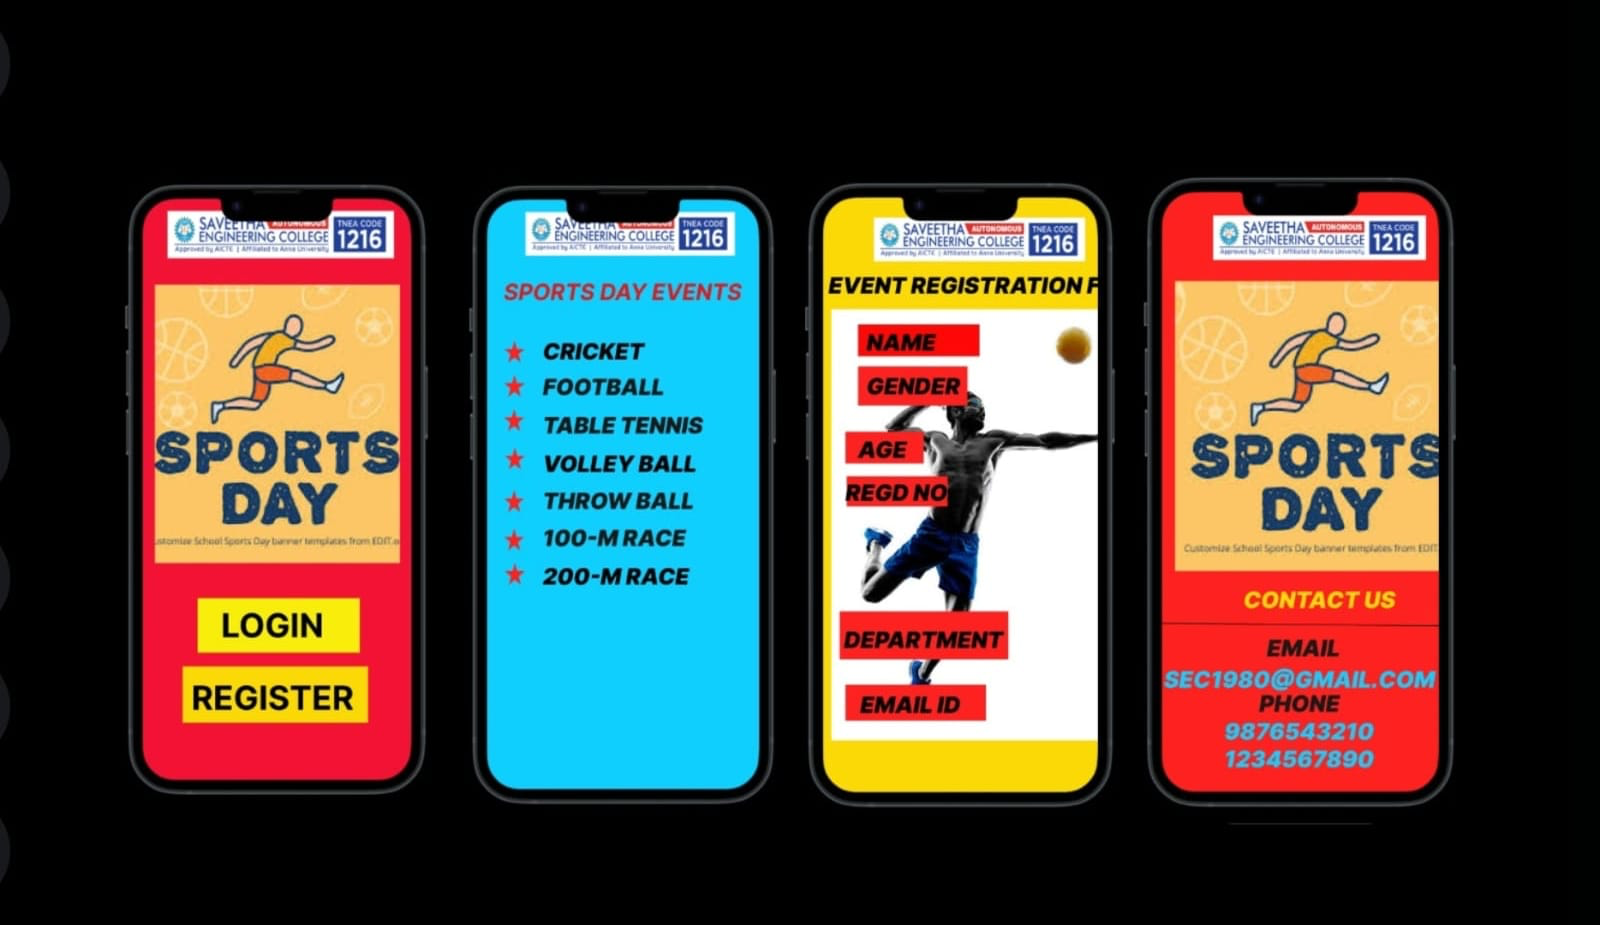 SAVEETHA AUTONOMOUS
ENGINEERING COLLEGE
Approved by AICTE | Affiliated to Anna University
TNEA CODE
1216
SPORTS
DAY
ustomize School Sports Day banner templates from EDIT.o
LOGIN
REGISTER
SAVEETHA AUTONOMOUS
ENGINEERING COLLEGE
Approved by AICTE | Affiliated to Anna University
TNEA CODE
1216
SPORTS DAY EVENTS
CRICKET
FOOTBALL
TABLE TENNIS
VOLLEY BALL
THROW BALL
100-M RACE
200-M RACE
SAVEETHA AUTONOMOUS
ENGINEERING COLLEGE
Approved by AICTE | Affiliated to Anna University
TNEA CODE
1216
EVENT REGISTRATION F
NAME
GENDER
AGE
REGD NO
DEPARTMENT
EMAIL ID
SAVEETHA AUTONOMOUS
ENGINEERING COLLEGE
Approved by AICTE | Affiliated to Anna University
TNEA CODE
1216
SPORTS
DAY
Customize School Sports Day banner templates from EDIT
CONTACT US
EMAIL
SEC1980@GMAIL.COM
PHONE
9876543210
1234567890